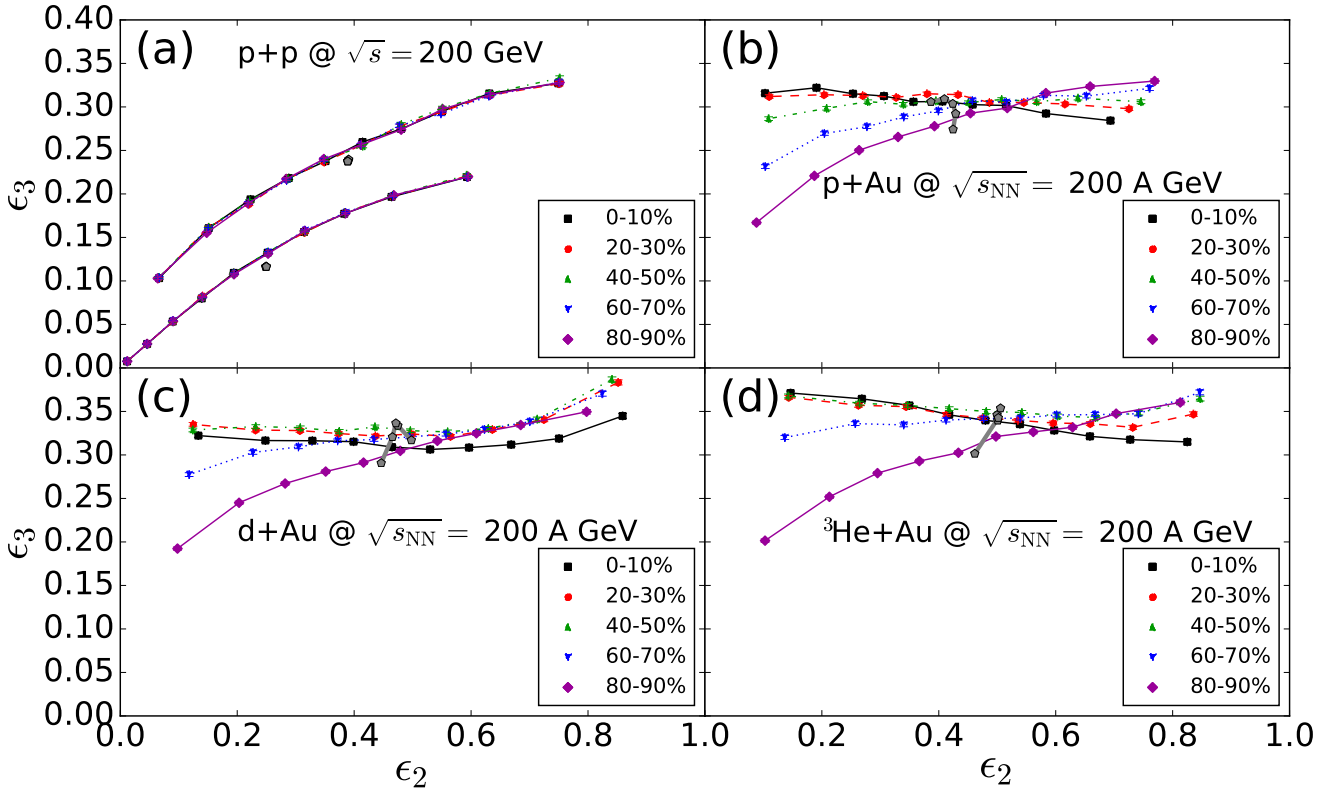 (a)
p+p @ √s = 200 GeV
0.40
0.35
0.30
0.25
0.20
0.15
0.10
0.05
0.00
ϵ3
0-10%
20-30%
40-50%
60-70%
80-90%
(b)
p+Au @ √sNN = 200 A GeV
0-10%
20-30%
40-50%
60-70%
80-90%
(c)
d+Au @ √sNN = 200 A GeV
0.35
0.30
0.25
0.20
0.15
0.10
0.05
0.00
ϵ3
0-10%
20-30%
40-50%
60-70%
80-90%
0.0 0.2 0.4 0.6 0.8 1.0
ϵ2
(d)
³He+Au @ √sNN = 200 A GeV
0-10%
20-30%
40-50%
60-70%
80-90%
0.2 0.4 0.6 0.8 1.0
ϵ2